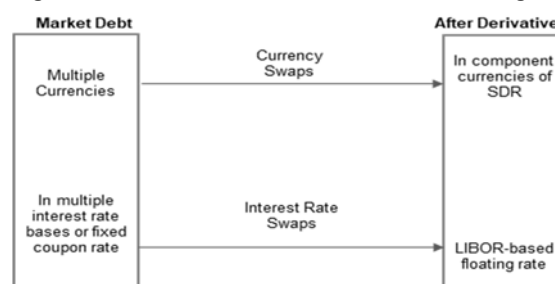 Market Debt
After Derivative
Multiple
Currencies
Currency
Swaps
In component
currencies of
SDR
In multiple
interest rate
bases or fixed
coupon rate
Interest Rate
Swaps
LIBOR-based
floating rate